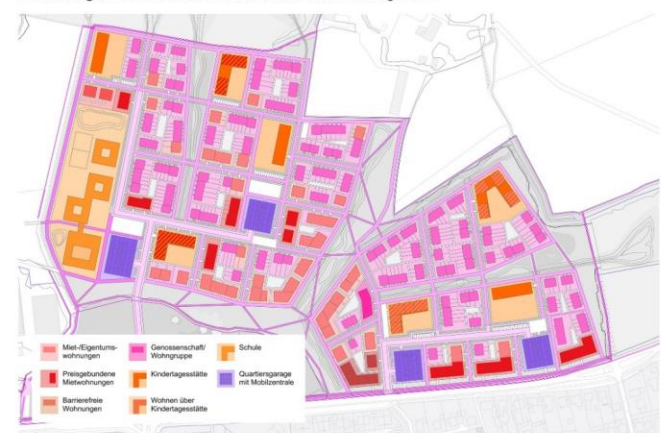 Miet-/Eigentums-
wohnungen
Genossenschaft/
Wohngruppe
Schule
Preisgebundene
Mietwohnungen
Kindertagesstätte
Quartiersgarage
mit Mobilzentrale
Barrierefreie
Wohnungen
Wohnen über
Kindertagesstätte